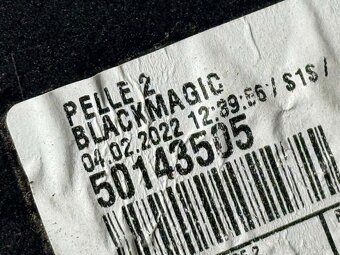 PELLE 2
BLACKMAGIC
04.02.2022 12:39:56 / S1S /
50143505